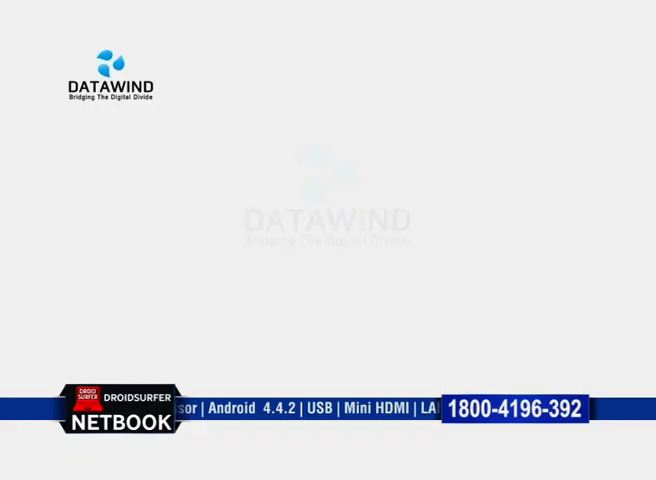 DATAWIND
Bridging The Digital Divide
DATAWIND
Bridging The Digital Divide
DROID
SURFER
DROIDSURFER
NETBOOK
sor | Android 4.4.2 | USB | Mini HDMI | LA
1800-4196-392